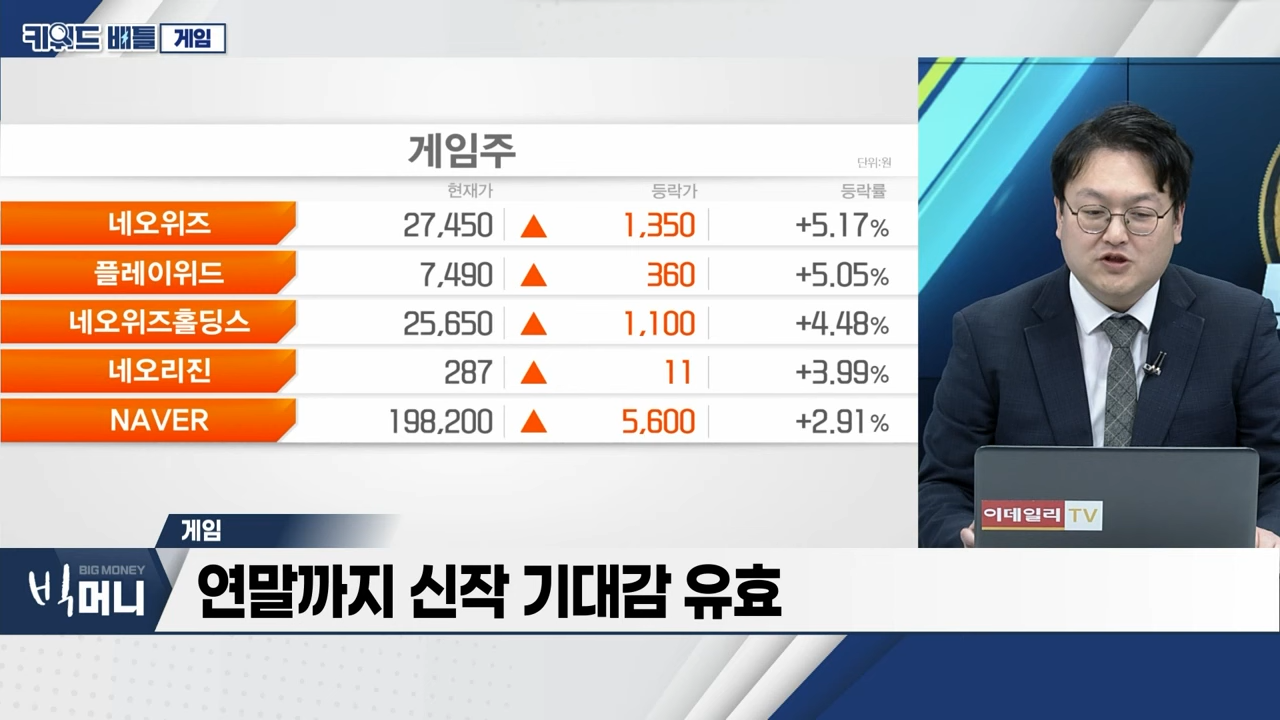 키워드 배틀 게임
게임주
단위:원
현재가 등락가 등락률
네오위즈 27,450 ▲ 1,350 +5.17%
플레이위드 7,490 ▲ 360 +5.05%
네오위즈홀딩스 25,650 ▲ 1,100 +4.48%
네오리진 287 ▲ 11 +3.99%
NAVER 198,200 ▲ 5,600 +2.91%
이데일리 TV
게임
BIG MONEY
빅머니
연말까지 신작 기대감 유효